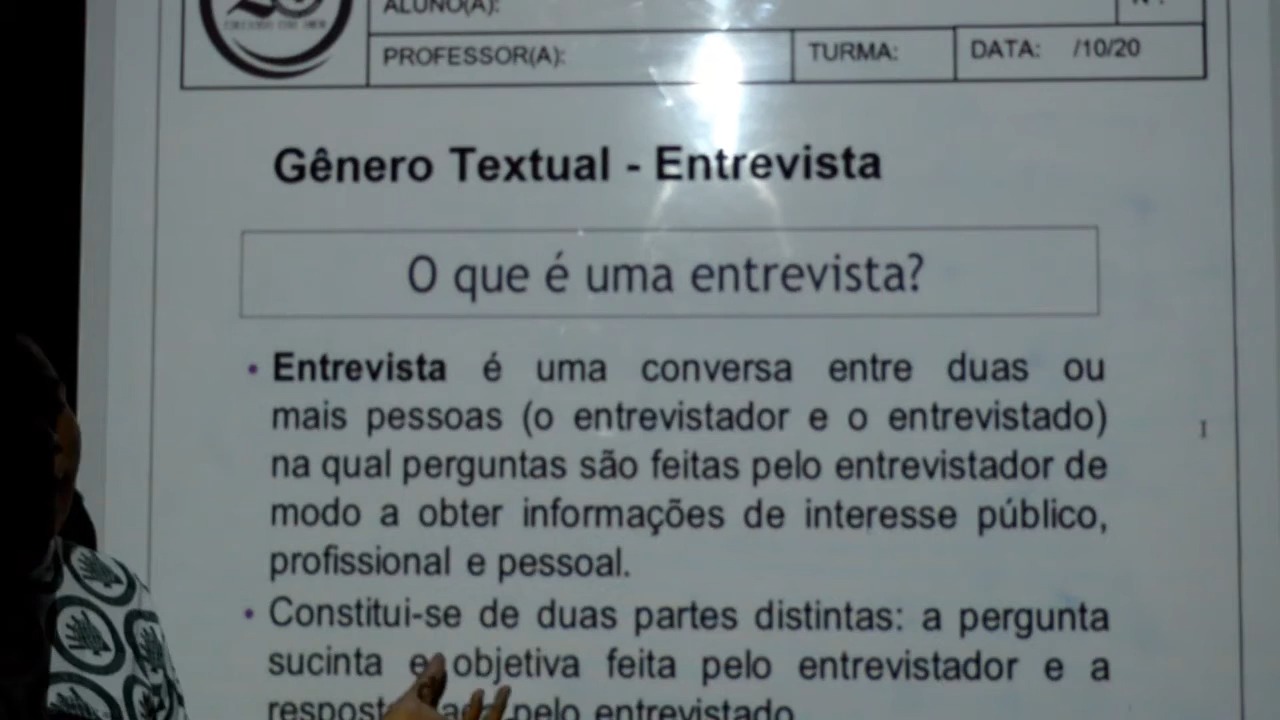 ALUNO(A):
PROFESSOR(A): TURMA: DATA: /10/20
Gênero Textual - Entrevista
O que é uma entrevista?
• Entrevista é uma conversa entre duas ou
mais pessoas (o entrevistador e o entrevistado)
na qual perguntas são feitas pelo entrevistador de
modo a obter informações de interesse público,
profissional e pessoal.
• Constitui-se de duas partes distintas: a pergunta
sucinta e objetiva feita pelo entrevistador e a
pelo entrevistado